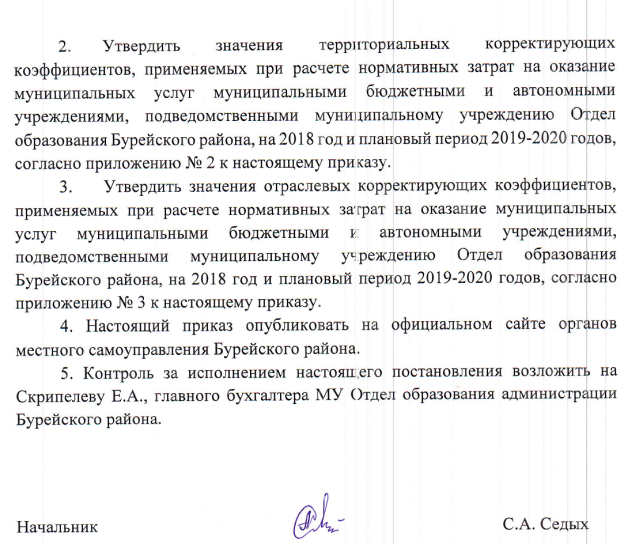 2. Утвердить значения территориальных корректирующих
коэффициентов, применяемых при расчете нормативных затрат на оказание
муниципальных услуг муниципальными бюджетными и автономными
учреждениями, подведомственными муниципальному учреждению Отдел
образования Бурейского района, на 2018 год и плановый период 2019-2020 годов,
согласно приложению № 2 к настоящему приказу.
3. Утвердить значения отраслевых корректирующих коэффициентов,
применяемых при расчете нормативных затрат на оказание муниципальных
услуг муниципальными бюджетными и автономными учреждениями,
подведомственными муниципальному учреждению Отдел образования
Бурейского района, на 2018 год и плановый период 2019-2020 годов, согласно
приложению № 3 к настоящему приказу.
4. Настоящий приказ опубликовать на официальном сайте органов
местного самоуправления Бурейского района.
5. Контроль за исполнением настоящего постановления возложить на
Скрипелеву Е.А., главного бухгалтера МУ Отдел образования администрации
Бурейского района.
Начальник С.А. Седых